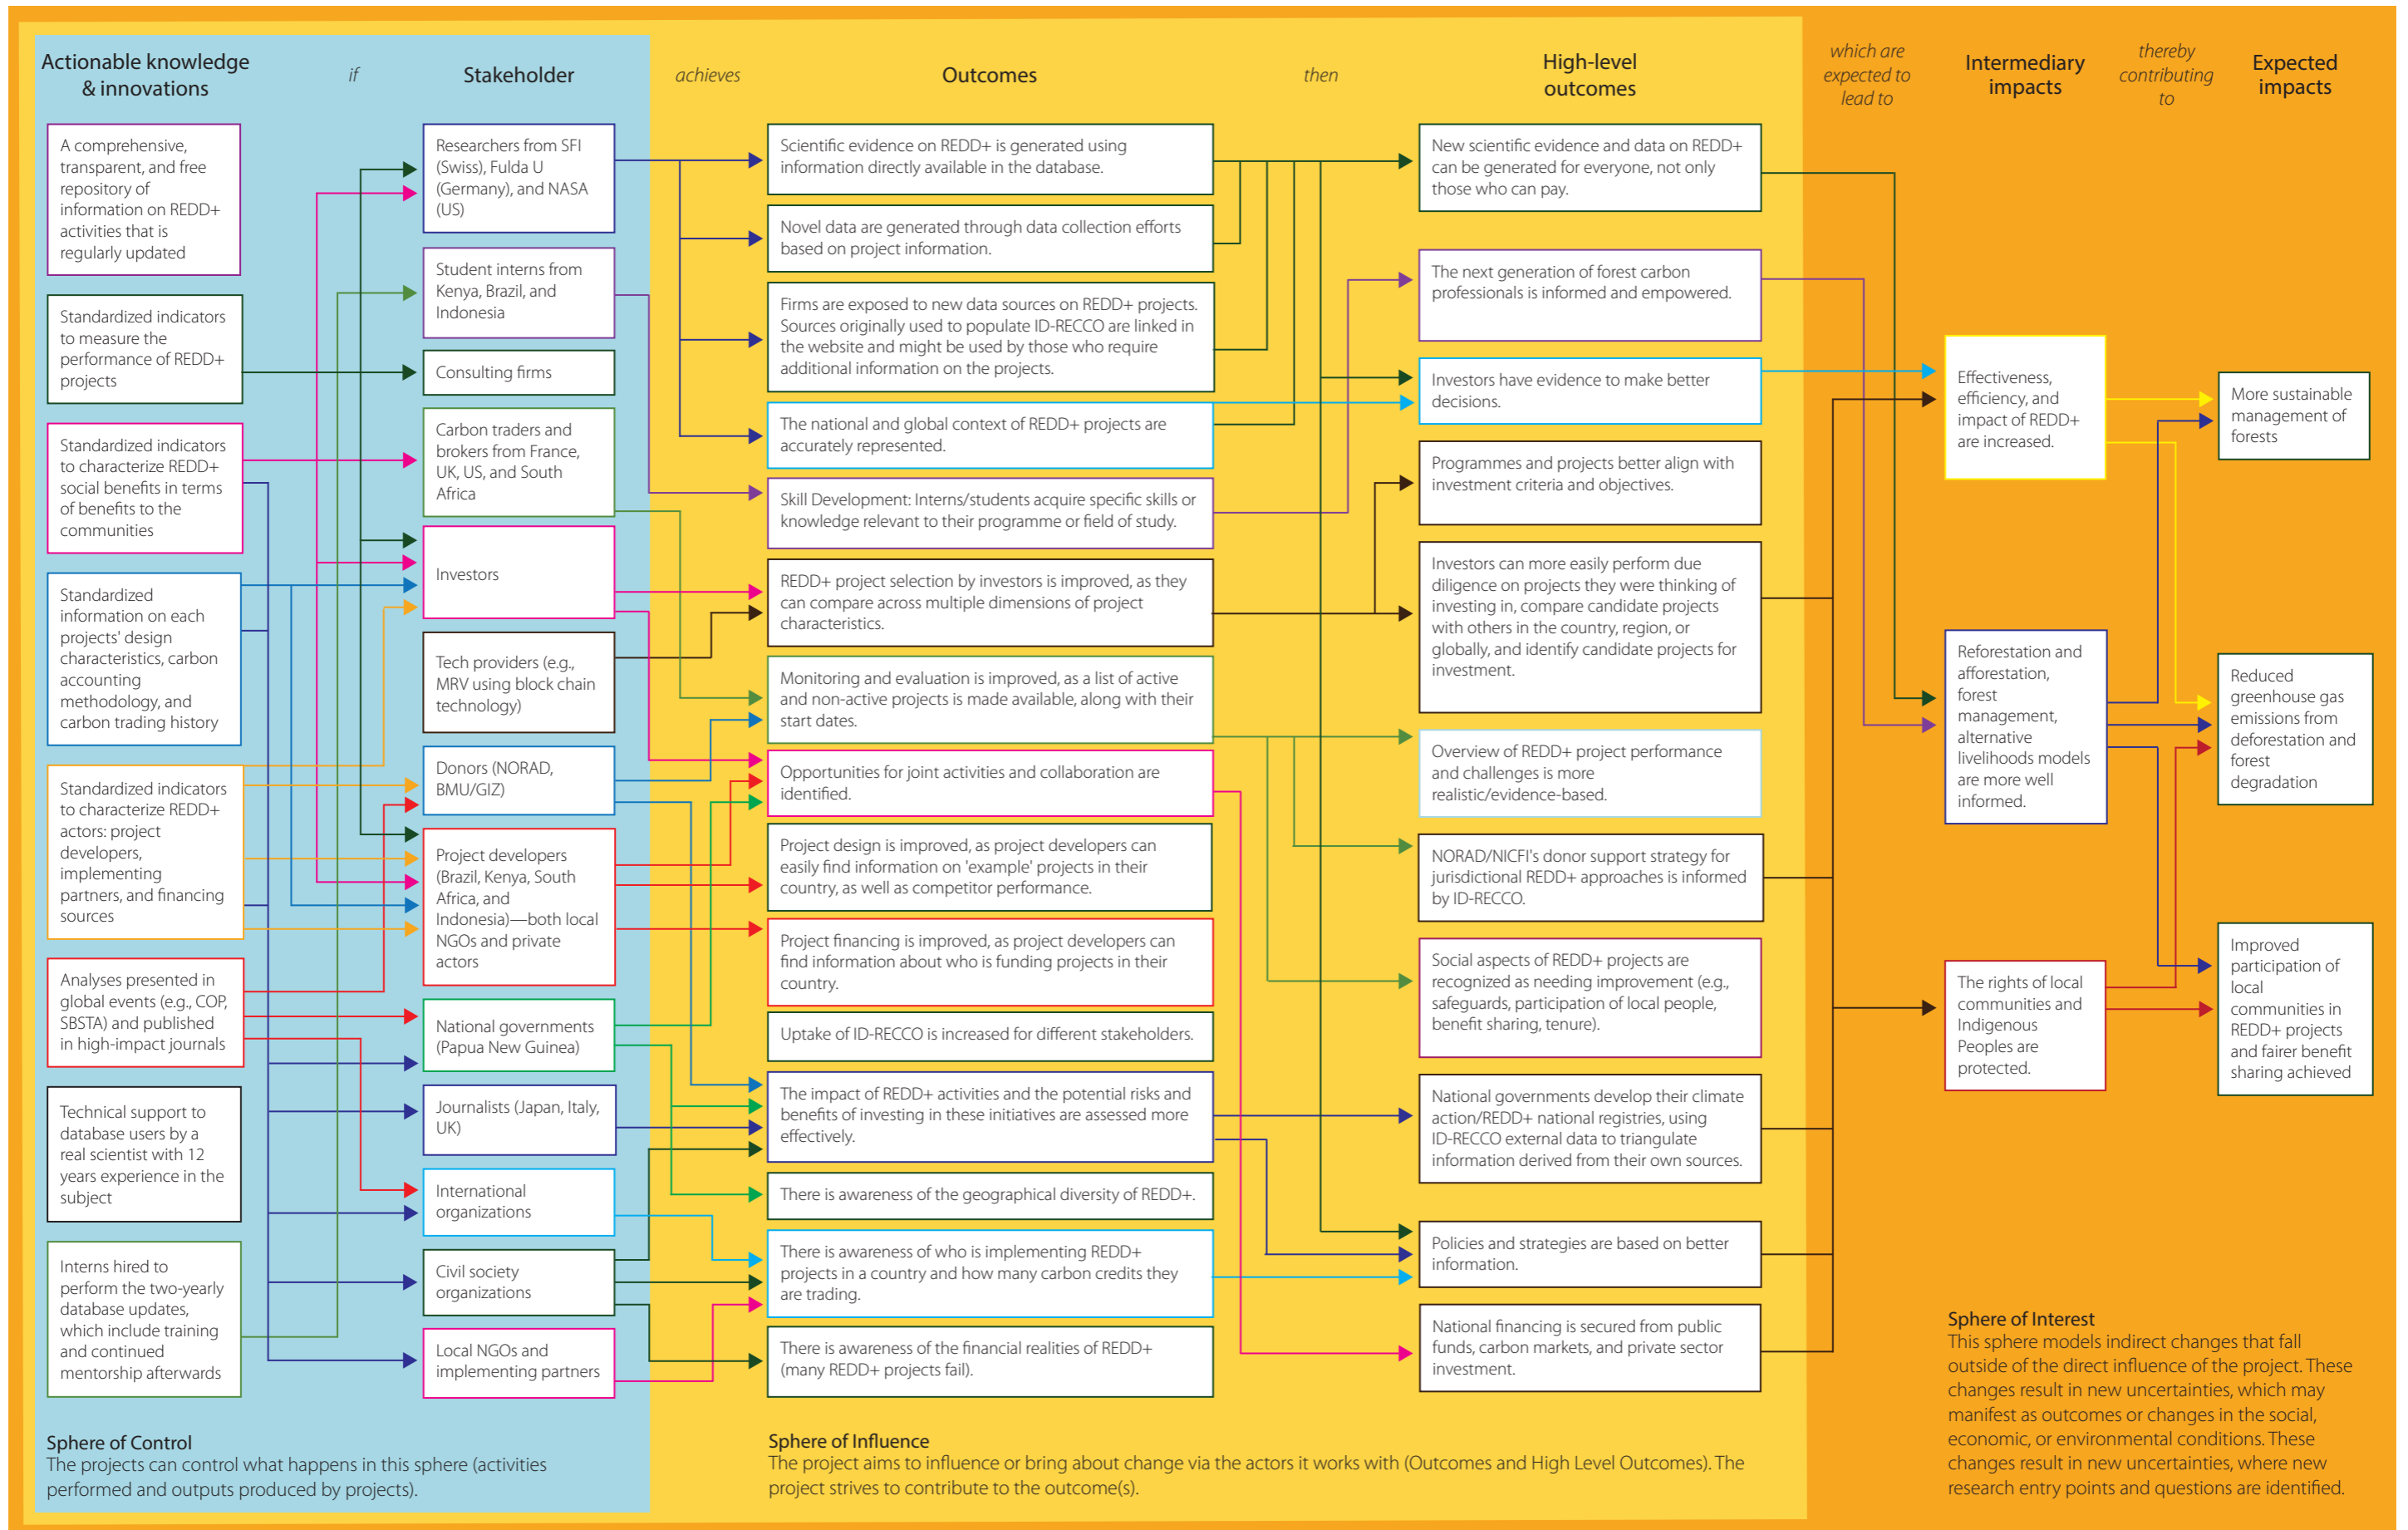 Actionable knowledge
& innovations
if
Stakeholder
achieves
Outcomes
then
High-level
outcomes
which are
expected to
lead to
Intermediary
impacts
thereby
contributing
to
Expected
impacts
A comprehensive,
transparent, and free
repository of
information on REDD+
activities that is
regularly updated
Standardized indicators
to measure the
performance of REDD+
projects
Standardized indicators
to characterize REDD+
social benefits in terms
of benefits to the
communities
Standardized
information on each
projects' design
characteristics, carbon
accounting
methodology, and
carbon trading history
Standardized indicators
to characterize REDD+
actors: project
developers,
implementing
partners, and financing
sources
Analyses presented in
global events (e.g., COP,
SBSTA) and published
in high-impact journals
Technical support to
database users by a
real scientist with 12
years experience in the
subject
Interns hired to
perform the two-yearly
database updates,
which include training
and continued
mentorship afterwards
Researchers from SFI
(Swiss), Fulda U
(Germany), and NASA
(US)
Student interns from
Kenya, Brazil, and
Indonesia
Consulting firms
Carbon traders and
brokers from France,
UK, US, and South
Africa
Investors
Tech providers (e.g.,
MRV using block chain
technology)
Donors (NORAD,
BMU/GIZ)
Project developers
(Brazil, Kenya, South
Africa, and
Indonesia)—both local
NGOs and private
actors
National governments
(Papua New Guinea)
Journalists (Japan, Italy,
UK)
International
organizations
Civil society
organizations
Local NGOs and
implementing partners
Scientific evidence on REDD+ is generated using
information directly available in the database.
Novel data are generated through data collection efforts
based on project information.
Firms are exposed to new data sources on REDD+ projects.
Sources originally used to populate ID-RECCO are linked in
the website and might be used by those who require
additional information on the projects.
The national and global context of REDD+ projects are
accurately represented.
Skill Development: Interns/students acquire specific skills or
knowledge relevant to their programme or field of study.
REDD+ project selection by investors is improved, as they
can compare across multiple dimensions of project
characteristics.
Monitoring and evaluation is improved, as a list of active
and non-active projects is made available, along with their
start dates.
Opportunities for joint activities and collaboration are
identified.
Project design is improved, as project developers can
easily find information on 'example' projects in their
country, as well as competitor performance.
Project financing is improved, as project developers can
find information about who is funding projects in their
country.
Uptake of ID-RECCO is increased for different stakeholders.
The impact of REDD+ activities and the potential risks and
benefits of investing in these initiatives are assessed more
effectively.
There is awareness of the geographical diversity of REDD+.
There is awareness of who is implementing REDD+
projects in a country and how many carbon credits they
are trading.
There is awareness of the financial realities of REDD+
(many REDD+ projects fail).
New scientific evidence and data on REDD+
can be generated for everyone, not only
those who can pay.
The next generation of forest carbon
professionals is informed and empowered.
Investors have evidence to make better
decisions.
Programmes and projects better align with
investment criteria and objectives.
Investors can more easily perform due
diligence on projects they were thinking of
investing in, compare candidate projects
with others in the country, region, or
globally, and identify candidate projects for
investment.
Overview of REDD+ project performance
and challenges is more
realistic/evidence-based.
NORAD/NICFI's donor support strategy for
jurisdictional REDD+ approaches is informed
by ID-RECCO.
Social aspects of REDD+ projects are
recognized as needing improvement (e.g.,
safeguards, participation of local people,
benefit sharing, tenure).
National governments develop their climate
action/REDD+ national registries, using
ID-RECCO external data to triangulate
information derived from their own sources.
Policies and strategies are based on better
information.
National financing is secured from public
funds, carbon markets, and private sector
investment.
Effectiveness,
efficiency, and
impact of REDD+
are increased.
Reforestation and
afforestation,
forest
management,
alternative
livelihoods models
are more well
informed.
The rights of local
communities and
Indigenous
Peoples are
protected.
More sustainable
management of
forests
Reduced
greenhouse gas
emissions from
deforestation and
forest
degradation
Improved
participation of
local
communities in
REDD+ projects
and fairer benefit
sharing achieved
Sphere of Control
The projects can control what happens in this sphere (activities
performed and outputs produced by projects).
Sphere of Influence
The project aims to influence or bring about change via the actors it works with (Outcomes and High Level Outcomes). The
project strives to contribute to the outcome(s).
Sphere of Interest
This sphere models indirect changes that fall
outside of the direct influence of the project. These
changes result in new uncertainties, which may
manifest as outcomes or changes in the social,
economic, or environmental conditions. These
changes result in new uncertainties, where new
research entry points and questions are identified.